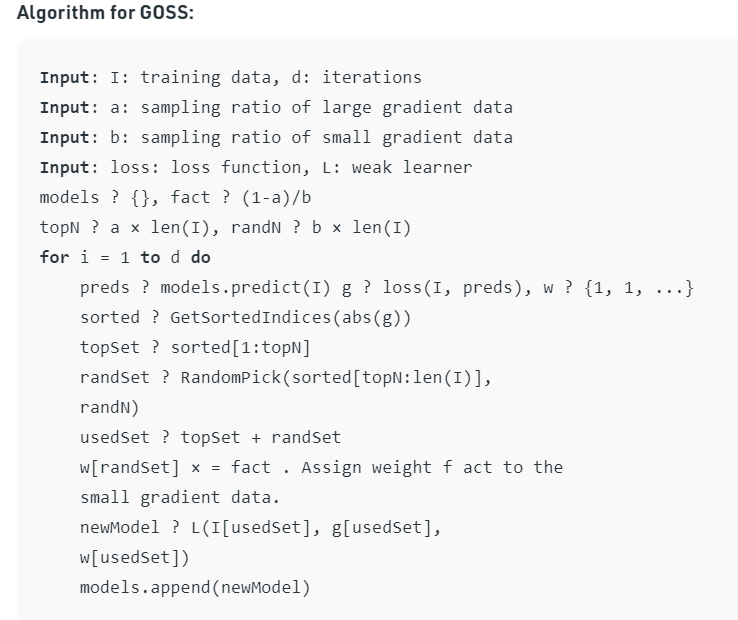 Algorithm for GOSS:
Input: I: training data, d: iterations
Input: a: sampling ratio of large gradient data
Input: b: sampling ratio of small gradient data
Input: loss: loss function, L: weak learner
models ? {}, fact ? (1-a)/b
topN ? a × len(I), randN ? b × len(I)
for i = 1 to d do
preds ? models.predict(I) g ? loss(I, preds), w ? {1, 1, ...}
sorted ? GetSortedIndices(abs(g))
topSet ? sorted[1:topN]
randSet ? RandomPick(sorted[topN:len(I)],
randN)
usedSet ? topSet + randSet
w[randSet] × = fact . Assign weight f act to the
small gradient data.
newModel ? L(I[usedSet], g[usedSet],
w[usedSet])
models.append(newModel)